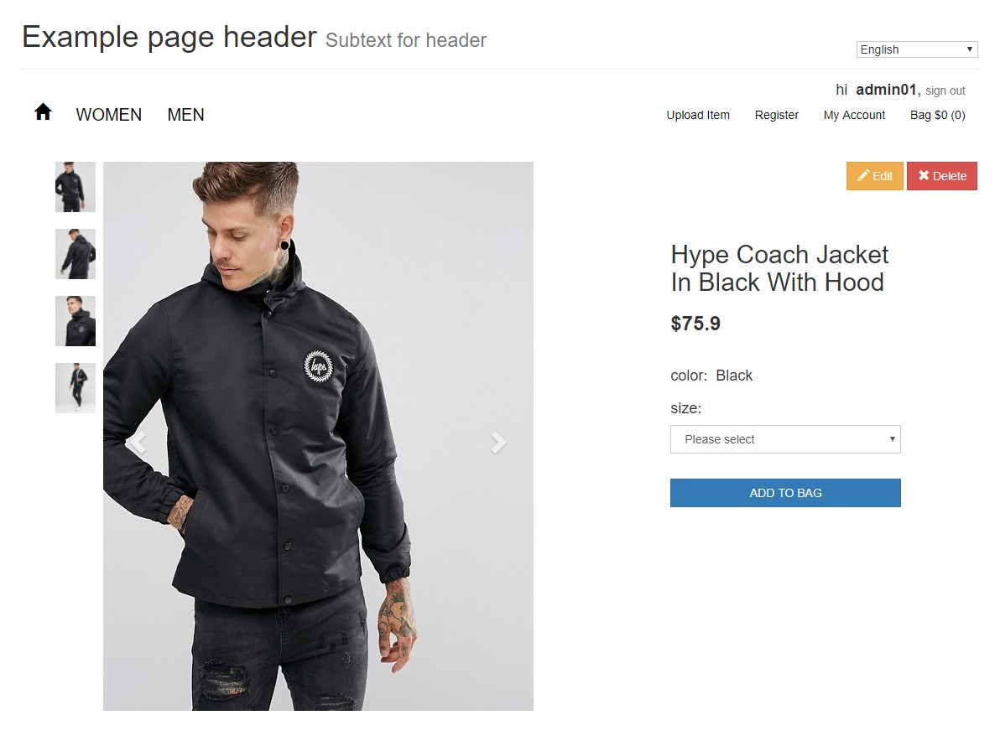 Example page header Subtext for header
English
hi admin01, sign out
WOMEN MEN
Upload Item Register My Account Bag $0 (0)
Edit Delete
Hype Coach Jacket
In Black With Hood
$75.9
color: Black
size:
Please select
ADD TO BAG
hype